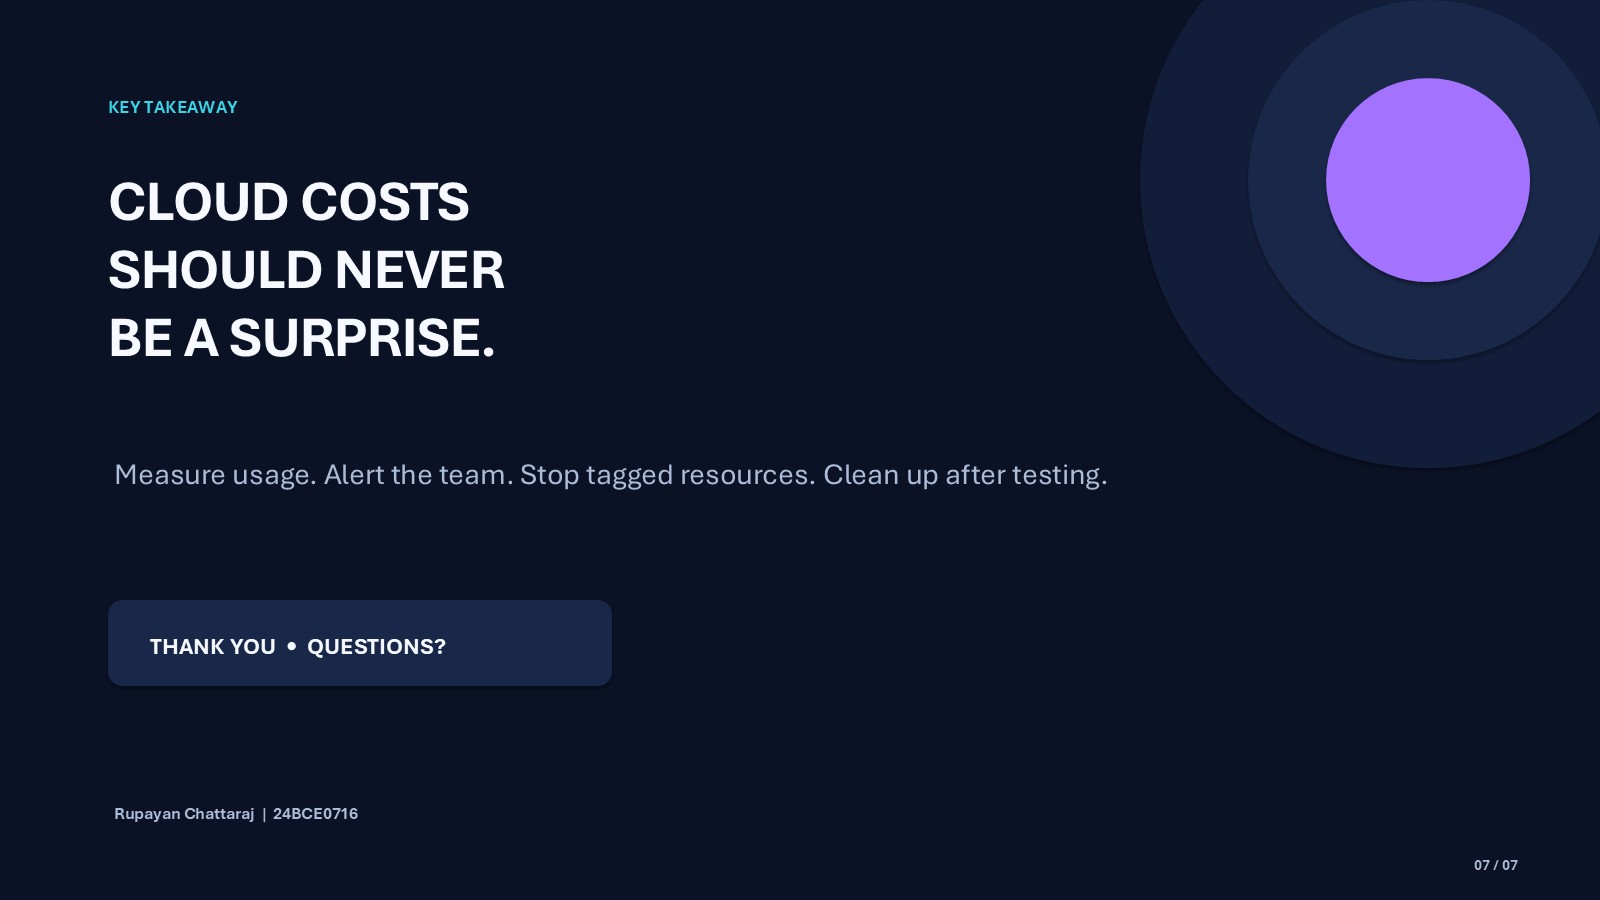 KEY TAKEAWAY
CLOUD COSTS
SHOULD NEVER
BE A SURPRISE.
Measure usage. Alert the team. Stop tagged resources. Clean up after testing.
THANK YOU • QUESTIONS?
Rupayan Chattaraj | 24BCE0716
07 / 07